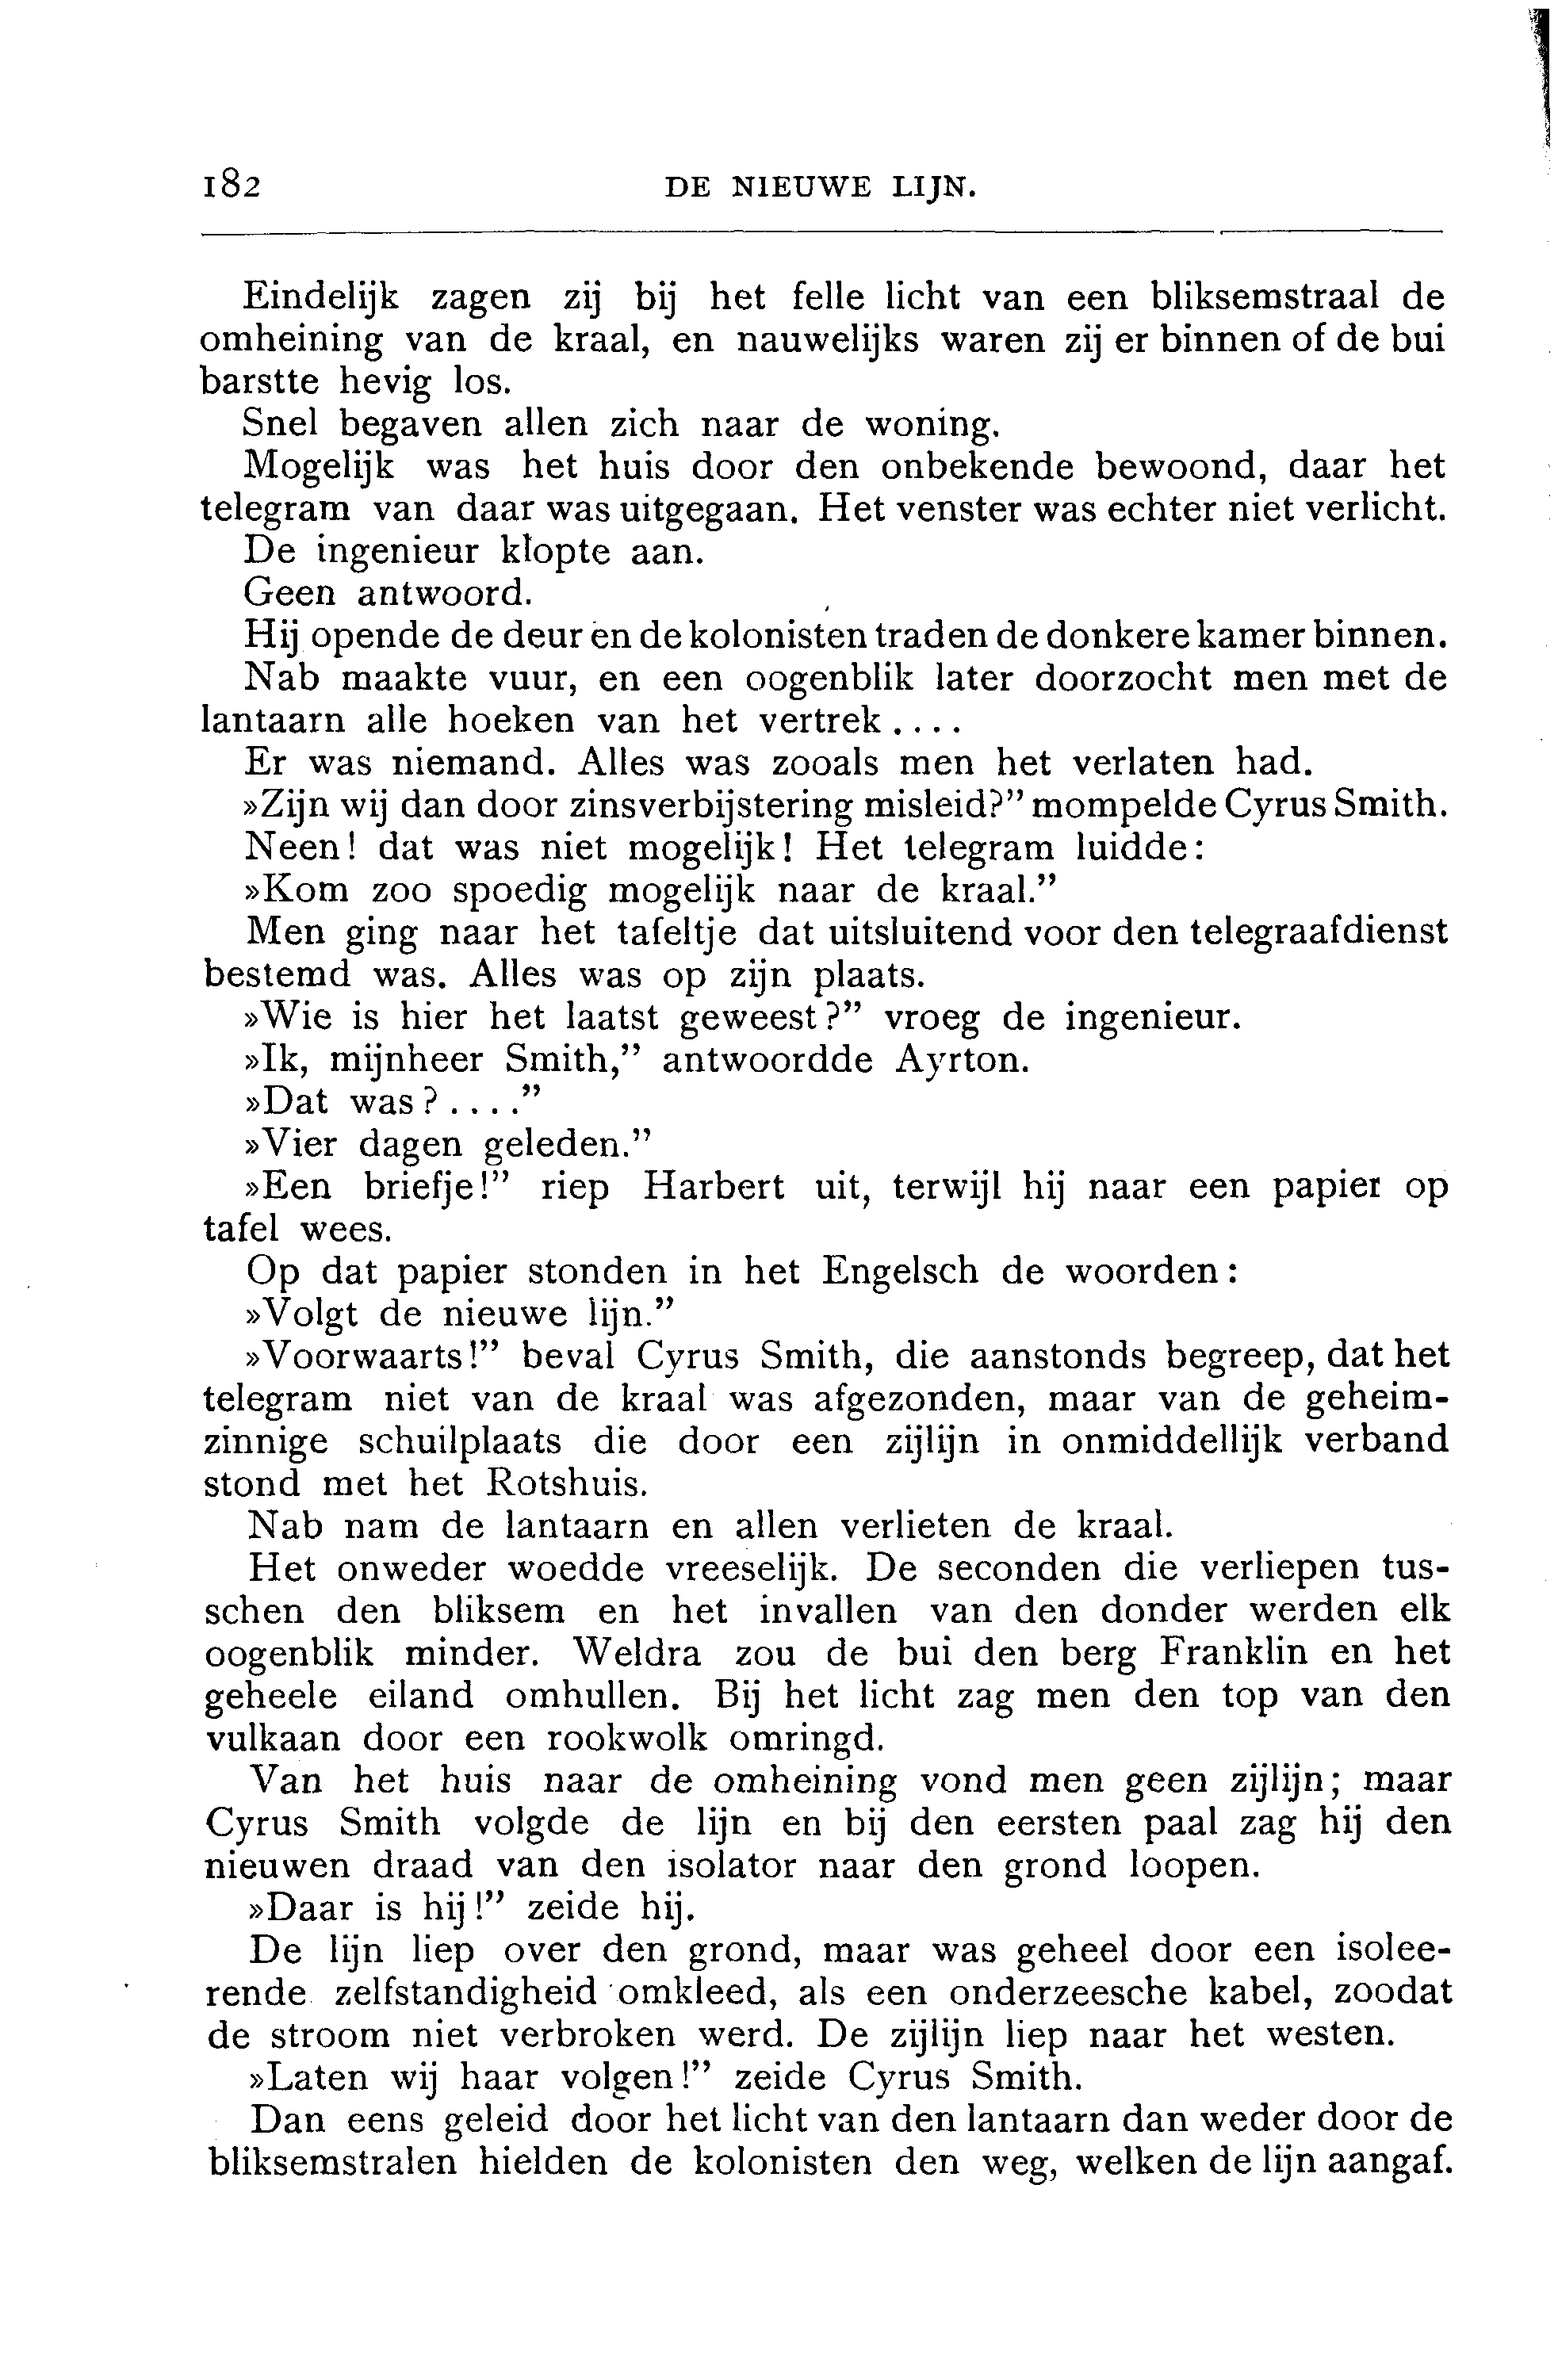 182 DE NIEUWE LIJN.
Eindelijk zagen zij bij het felle licht van een bliksemstraal de
omheining van de kraal, en nauwelijks waren zij er binnen of de bui
barstte hevig los.
Snel begaven allen zich naar de woning.
Mogelijk was het huis door den onbekende bewoond, daar het
telegram van daar was uitgegaan. Het venster was echter niet verlicht.
De ingenieur klopte aan.
Geen antwoord.
Hij opende de deur en de kolonisten traden de donkere kamer binnen.
Nab maakte vuur, en een oogenblik later doorzocht men met de
lantaarn alle hoeken van het vertrek....
Er was niemand. Alles was zooals men het verlaten had.
»Zijn wij dan door zinsverbijstering misleid?” mompelde Cyrus Smith.
Neen! dat was niet mogelijk! Het telegram luidde:
»Kom zoo spoedig mogelijk naar de kraal.”
Men ging naar het tafeltje dat uitsluitend voor den telegraafdienst
bestemd was. Alles was op zijn plaats.
»Wie is hier het laatst geweest?” vroeg de ingenieur.
»Ik, mijnheer Smith,” antwoordde Ayrton.
»Dat was?....”
»Vier dagen geleden.”
»Een briefje!” riep Harbert uit, terwijl hij naar een papier op
tafel wees.
Op dat papier stonden in het Engelsch de woorden:
»Volgt de nieuwe lijn.”
»Voorwaarts!” beval Cyrus Smith, die aanstonds begreep, dat het
telegram niet van de kraal was afgezonden, maar van de geheim-
zinnige schuilplaats die door een zijlijn in onmiddellijk verband
stond met het Rotshuis.
Nab nam de lantaarn en allen verlieten de kraal.
Het onweder woedde vreeselijk. De seconden die verliepen tus-
schen den bliksem en het invallen van den donder werden elk
oogenblik minder. Weldra zou de bui den berg Franklin en het
geheele eiland omhullen. Bij het licht zag men den top van den
vulkaan door een rookwolk omringd.
Van het huis naar de omheining vond men geen zijlijn; maar
Cyrus Smith volgde de lijn en bij den eersten paal zag hij den
nieuwen draad van den isolator naar den grond loopen.
»Daar is hij!” zeide hij.
De lijn liep over den grond, maar was geheel door een isolee-
rende zelfstandigheid omkleed, als een onderzeesche kabel, zoodat
de stroom niet verbroken werd. De zijlijn liep naar het westen.
»Laten wij haar volgen!” zeide Cyrus Smith.
Dan eens geleid door het licht van den lantaarn dan weder door de
bliksemstralen hielden de kolonisten den weg, welken de lijn aangaf.